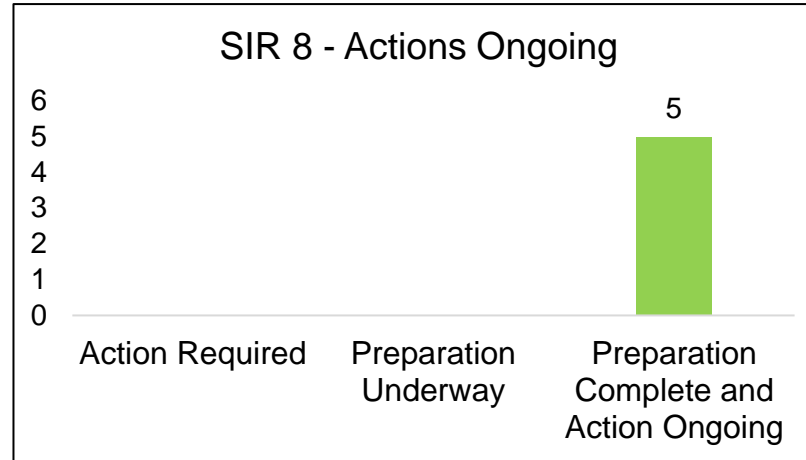 SIR 8 - Actions Ongoing
6
5
5
4
3
2
1
0
Action Required
Preparation
Underway
Preparation
Complete and
Action Ongoing